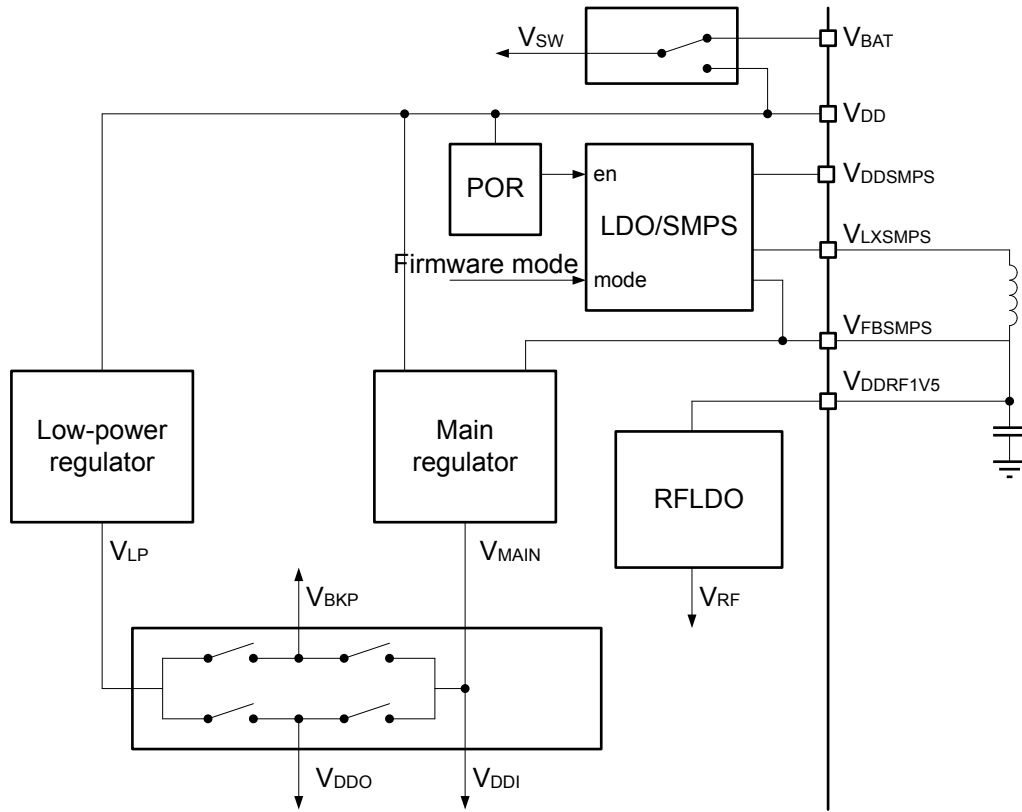 VSW
VBAT
VDD
POR
en
LDO/SMPS
mode
Firmware mode
VDDSMPS
VLXSMPS
VFBSMPS
VDDRF1V5
Low-power
regulator
Main
regulator
RFLDO
VLP
VMAIN
VBKP
VRF
VDDO
VDDI